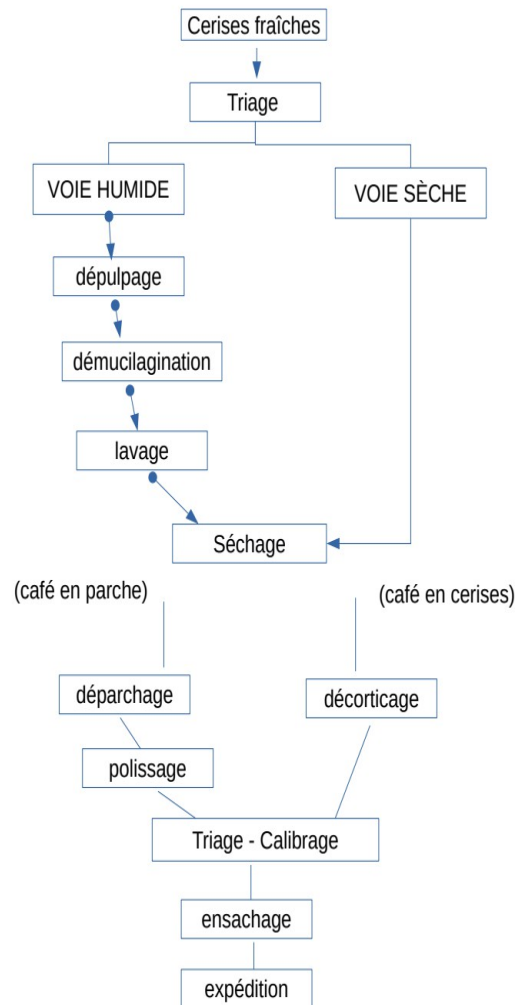 Cerises fraîches
Triage
VOIE HUMIDE
VOIE SÈCHE
dépulpage
démucilagination
lavage
Séchage
(café en parche)
(café en cerises)
déparchage
décorticage
polissage
Triage - Calibrage
ensachage
expédition